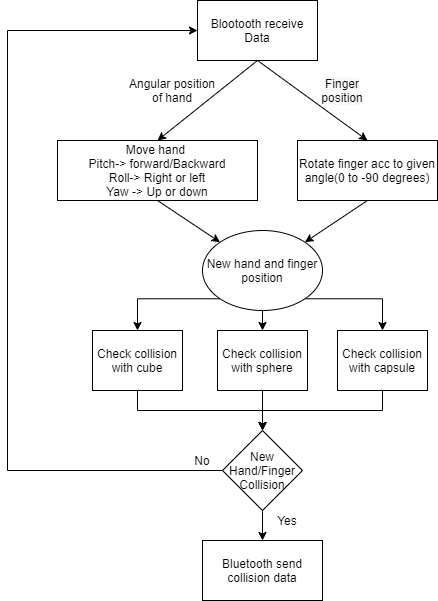 Blootooth receive
Data
Angular position
of hand
Finger
position
Move hand
Pitch-> forward/Backward
Roll-> Right or left
Yaw -> Up or down
Rotate finger acc to given
angle(0 to -90 degrees)
New hand and finger
position
Check collision
with cube
Check collision
with sphere
Check collision
with capsule
New
Hand/Finger
Collision
No
Yes
Bluetooth send
collision data